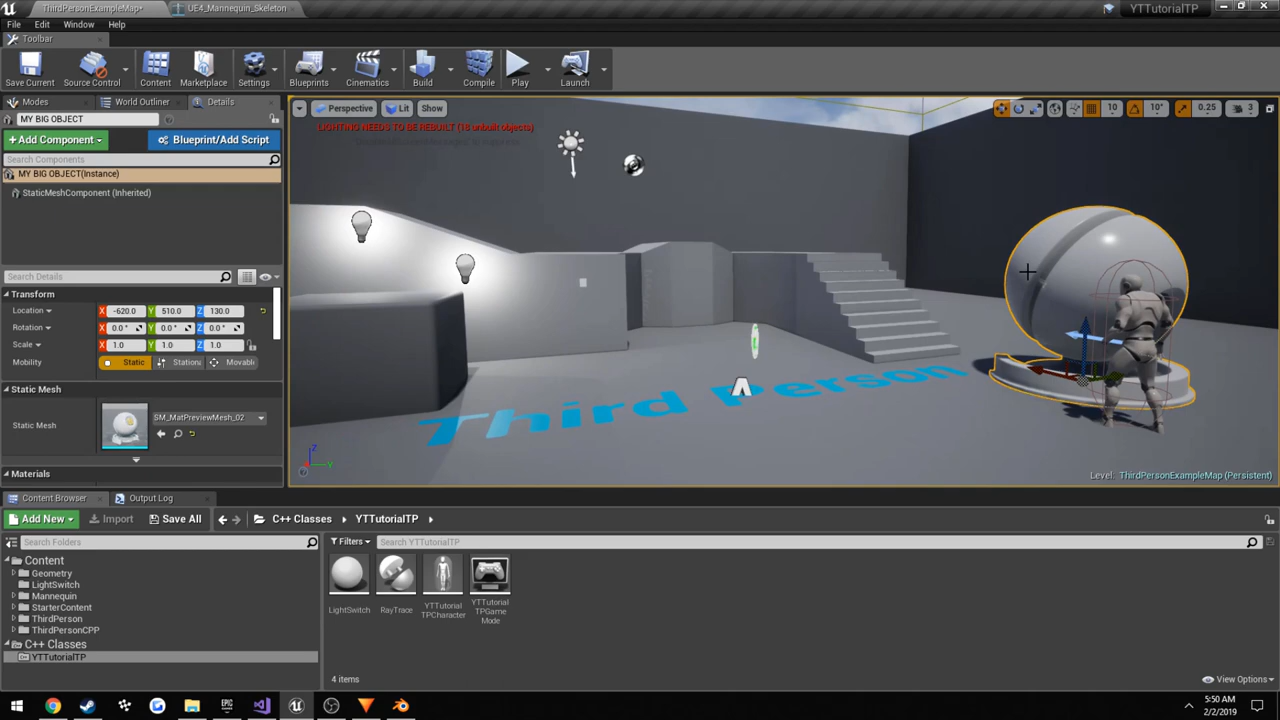 ThirdPersonExampleMap*
UE4_Mannequin_Skeleton
YTTutorialTP
File Edit Window Help
Toolbar
Save Current
Source Control
Content
Marketplace
Settings
Blueprints
Cinematics
Build
Compile
Play
Launch
Modes
World Outliner
Details
MY BIG OBJECT
+Add Component
Blueprint/Add Script
Search Components
MY BIG OBJECT(Instance)
StaticMeshComponent (Inherited)
Search Details
Transform
Location X -620.0 Y 510.0 Z 130.0
Rotation X 0.0 ° Y 0.0 ° Z 0.0 °
Scale X 1.0 Y 1.0 Z 1.0
Mobility Static Stationa Movable
Static Mesh
Static Mesh
SM_MatPreviewMesh_02
Materials
Perspective Lit Show
10 10° 0.25 3
LIGHTING NEEDS TO BE REBUILT (16 unbuilt objects)
Third Person
Z
Y
Level: ThirdPersonExampleMap (Persistent)
Content Browser
Output Log
Add New Import Save All C++ Classes YTTutorialTP
Search Folders
Filters Search YTTutorialTP
Content
Geometry
LightSwitch
Mannequin
StarterContent
ThirdPerson
ThirdPersonCPP
C++ Classes
YTTutorialTP
LightSwitch
RayTrace
YTTutorial
TPCharacter
YTTutorial
TPGame
Mode
4 items
View Options
5:50 AM
2/2/2019